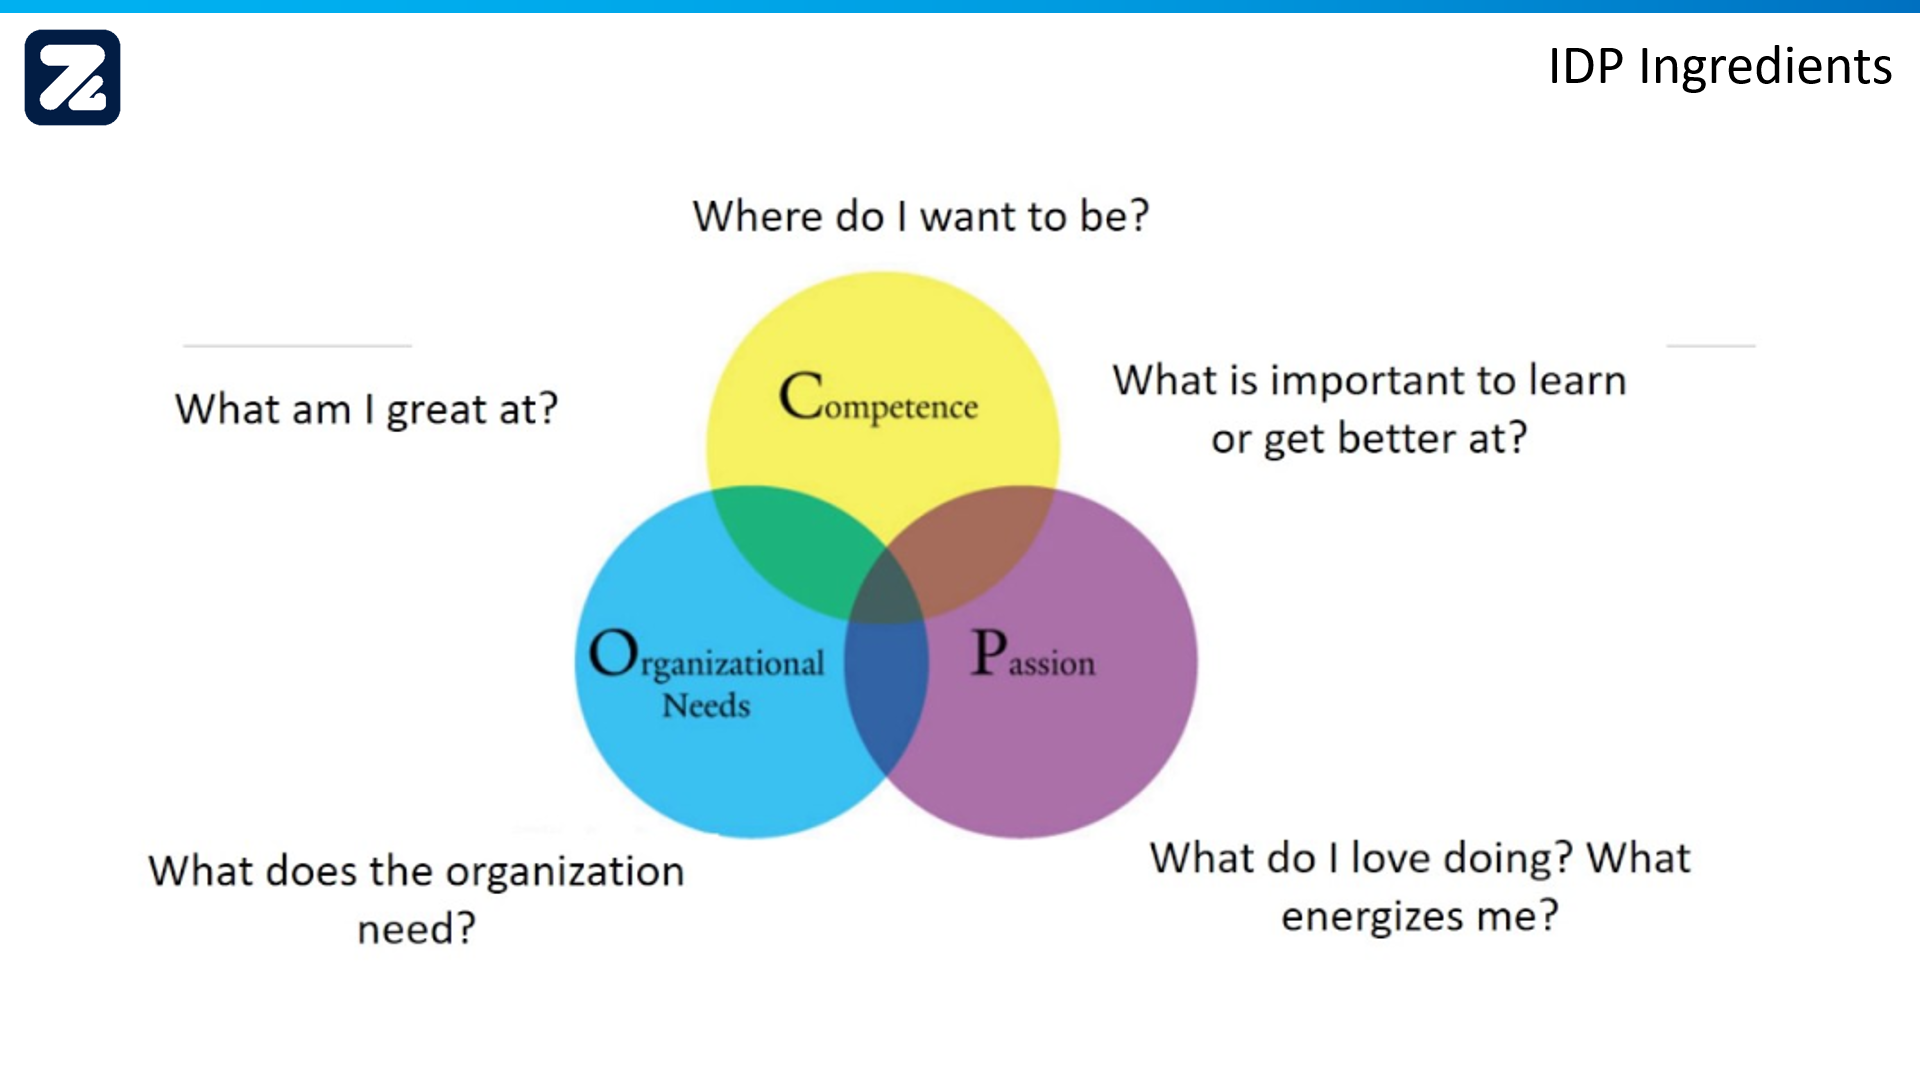 IDP Ingredients
Where do I want to be?
What am I great at?
Competence
What is important to learn
or get better at?
Organizational
Needs
Passion
What does the organization
need?
What do I love doing? What
energizes me?